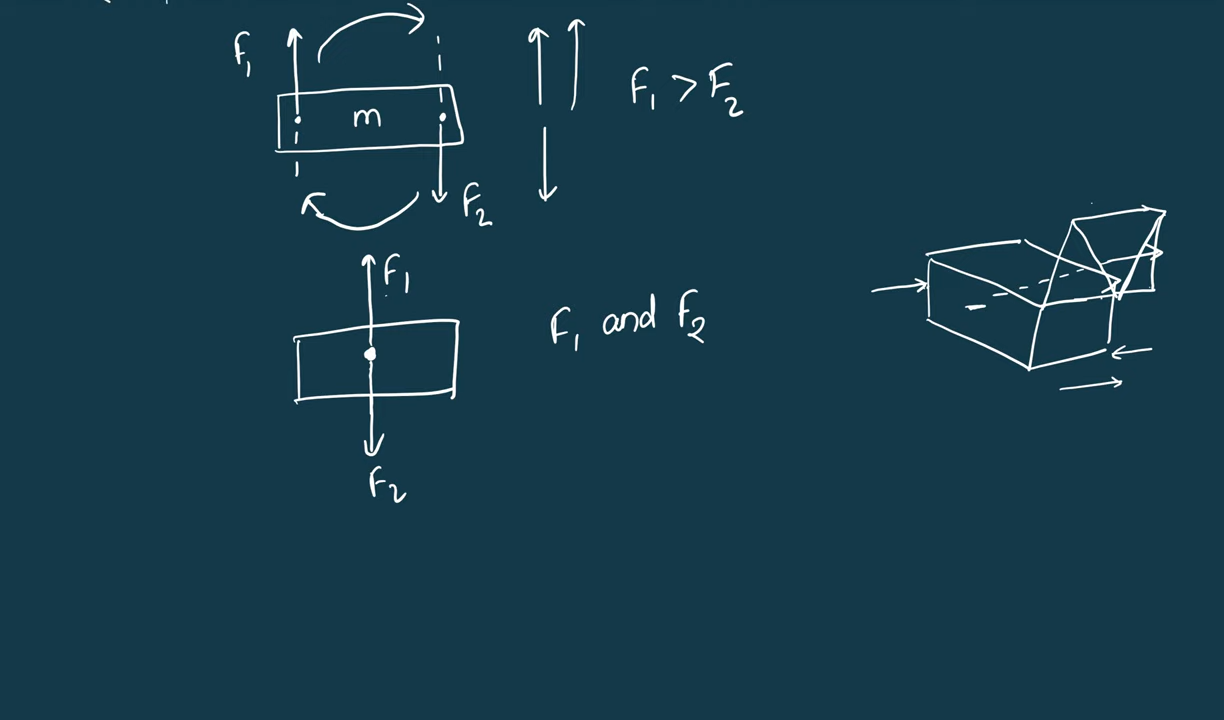 F₁
m
F₁ > F₂
F₂
F₁
F₁ and F₂
F₂